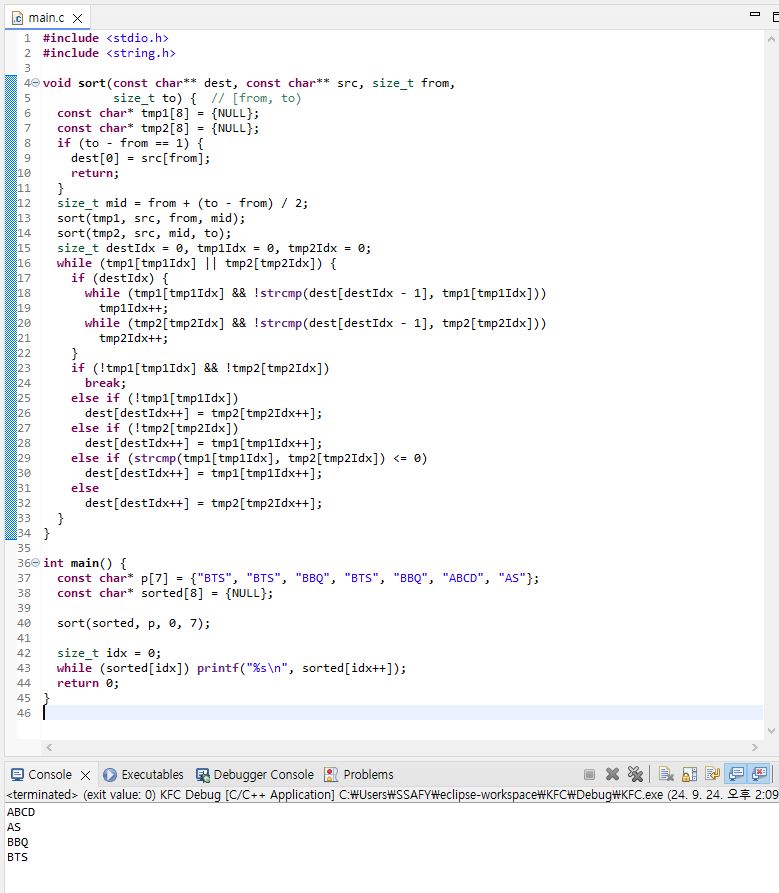 main.c
1 #include <stdio.h>
2 #include <string.h>
3
4 void sort(const char** dest, const char** src, size_t from,
5           size_t to) {  // [from, to)
6   const char* tmp1[8] = {NULL};
7   const char* tmp2[8] = {NULL};
8   if (to - from == 1) {
9     dest[0] = src[from];
10     return;
11   }
12   size_t mid = from + (to - from) / 2;
13   sort(tmp1, src, from, mid);
14   sort(tmp2, src, mid, to);
15   size_t destIdx = 0, tmp1Idx = 0, tmp2Idx = 0;
16   while (tmp1[tmp1Idx] || tmp2[tmp2Idx]) {
17     if (destIdx) {
18       while (tmp1[tmp1Idx] && !strcmp(dest[destIdx - 1], tmp1[tmp1Idx]))
19         tmp1Idx++;
20       while (tmp2[tmp2Idx] && !strcmp(dest[destIdx - 1], tmp2[tmp2Idx]))
21         tmp2Idx++;
22     }
23     if (!tmp1[tmp1Idx] && !tmp2[tmp2Idx])
24       break;
25     else if (!tmp1[tmp1Idx])
26       dest[destIdx++] = tmp2[tmp2Idx++];
27     else if (!tmp2[tmp2Idx])
28       dest[destIdx++] = tmp1[tmp1Idx++];
29     else if (strcmp(tmp1[tmp1Idx], tmp2[tmp2Idx]) <= 0)
30       dest[destIdx++] = tmp1[tmp1Idx++];
31     else
32       dest[destIdx++] = tmp2[tmp2Idx++];
33   }
34 }
35
36 int main() {
37   const char* p[7] = {"BTS", "BTS", "BBQ", "BTS", "BBQ", "ABCD", "AS"};
38   const char* sorted[8] = {NULL};
39
40   sort(sorted, p, 0, 7);
41
42   size_t idx = 0;
43   while (sorted[idx]) printf("%s\n", sorted[idx++]);
44   return 0;
45 }
46
Console Executables Debugger Console Problems
<terminated> (exit value: 0) KFC Debug [C/C++ Application] C:₩Users₩SSAFY₩eclipse-workspace₩KFC₩Debug₩KFC.exe (24. 9. 24. 오후 2:09
ABCD
AS
BBQ
BTS